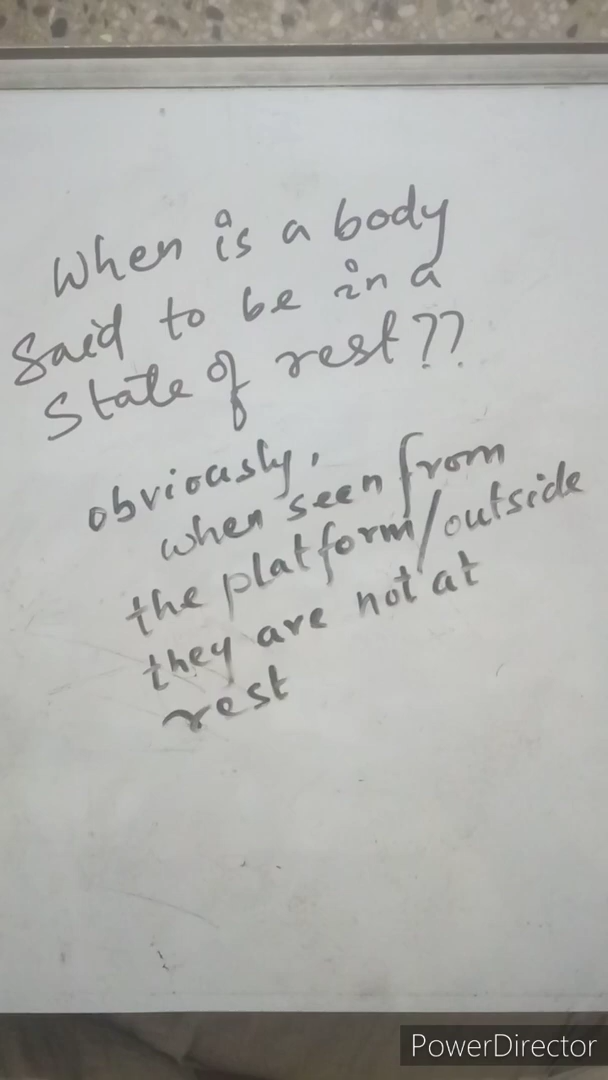 When is a body
Said to be in a
State of rest??
obviously,
when seen from
the platform/outside
they are not at
rest
PowerDirector